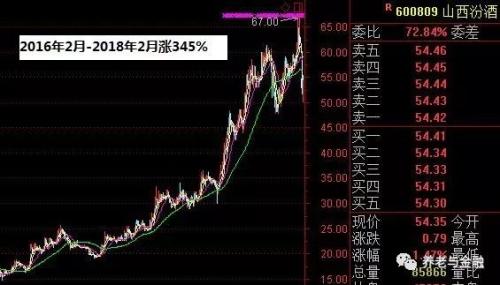 R 600809 山西汾酒
67.00
65.00
60.00
55.00
50.00
45.00
40.00
35.00
30.00
25.00
20.00
15.00
2016年2月-2018年2月涨345%
委比 72.84% 委差
卖五 54.46
卖四 54.45
卖三 54.44
卖二 54.43
卖一 54.42
买一 54.41
买二 54.34
买三 54.33
买四 54.31
买五 54.30
现价 54.35 今开
涨跌 0.79 最高
涨幅 1.47% 最低
总量 85866 量比
养老与金融